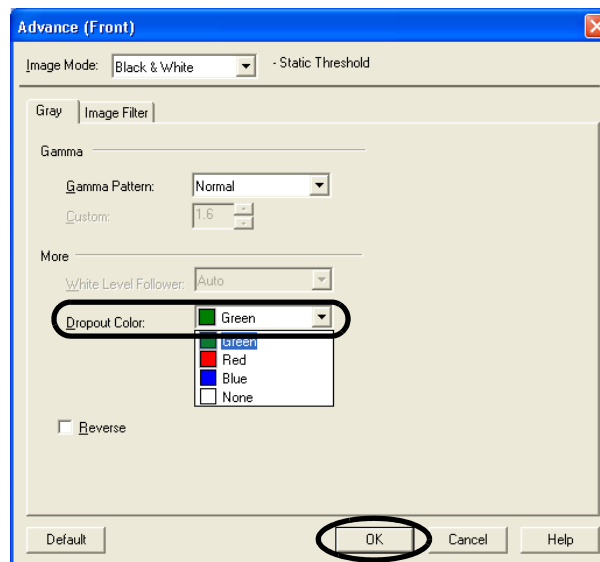 Advance (Front)
Image Mode: Black & White - Static Threshold
Gray Image Filter
Gamma
Gamma Pattern: Normal
Custom: 1.6
More
White Level Follower: Auto
Dropout Color: Green
Green
Red
Blue
None
Reverse
Default OK Cancel Help